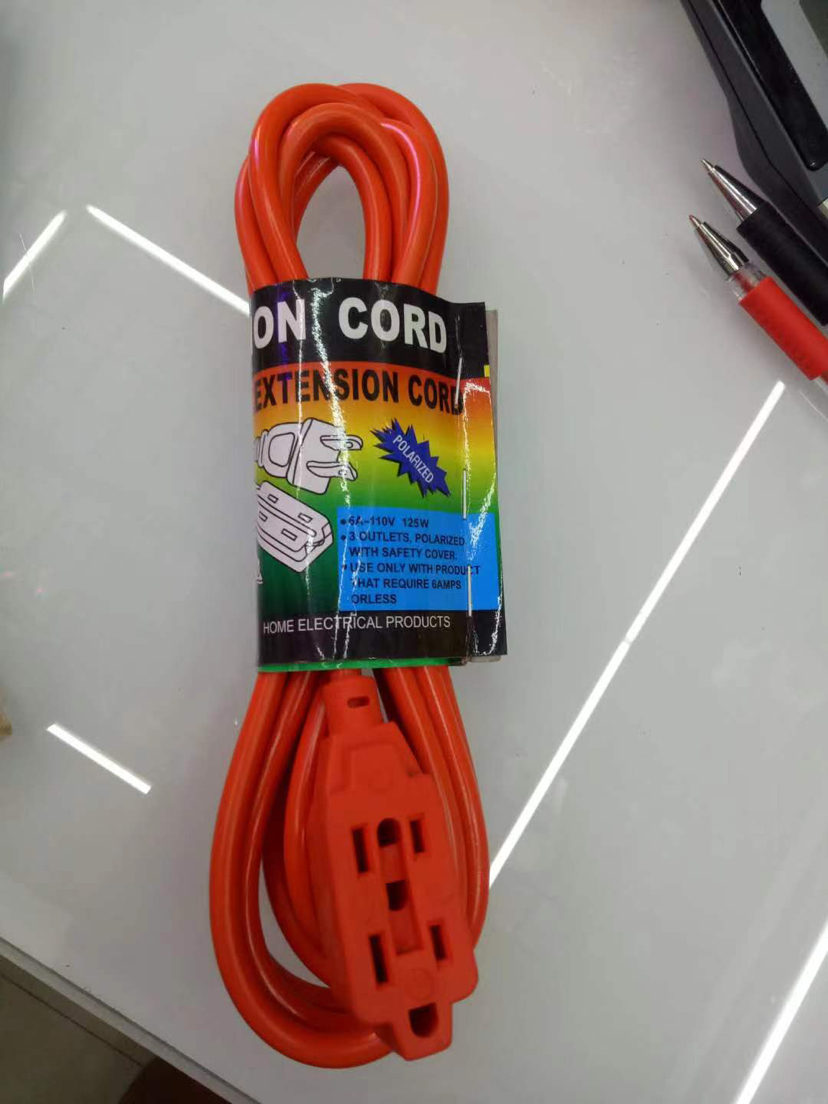 ON CORD
EXTENSION CORD
POLARIZED
6A-110V 125W
3 OUTLETS, POLARIZED
WITH SAFETY COVER.
USE ONLY WITH PRODUCT
THAT REQUIRE 6AMPS
ORLESS
HOME ELECTRICAL PRODUCTS